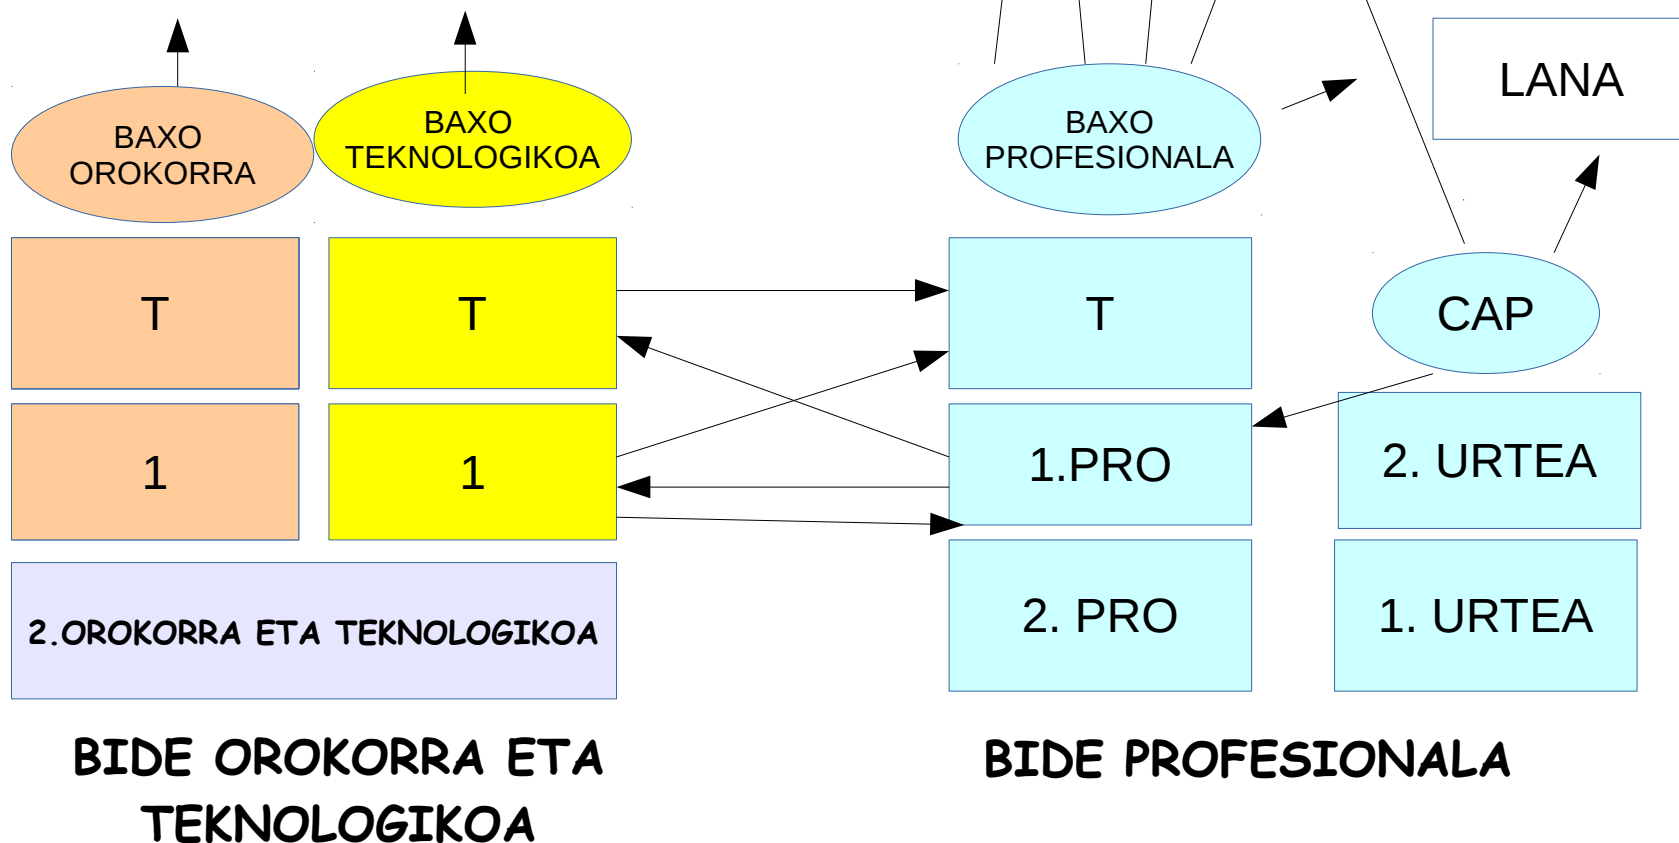 LANA
BAXO
OROKORRA
BAXO
TEKNOLOGIKOA
BAXO
PROFESIONALA
T
T
T
CAP
1
1
1.PRO
2. URTEA
2.OROKORRA ETA TEKNOLOGIKOA
2. PRO
1. URTEA
BIDE OROKORRA ETA
TEKNOLOGIKOA
BIDE PROFESIONALA